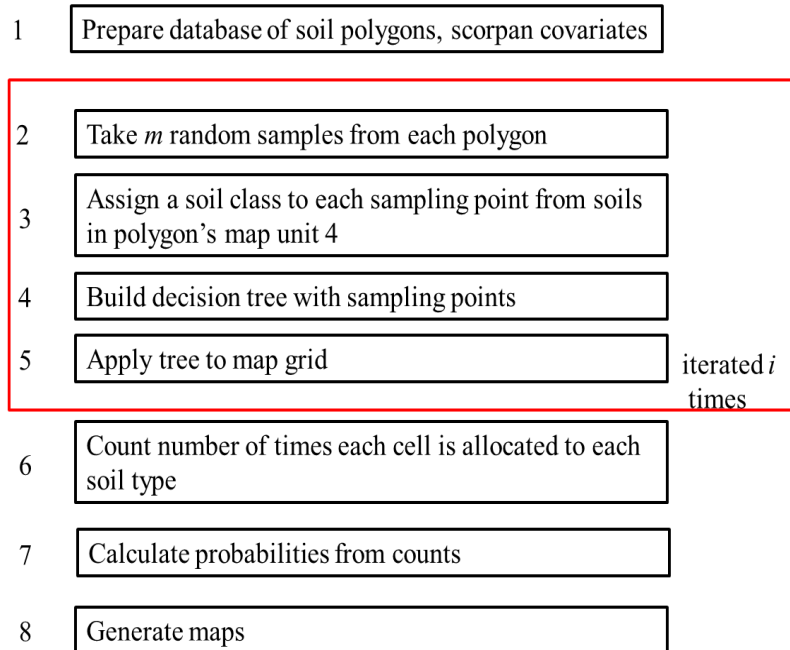 1 Prepare database of soil polygons, scorpan covariates
2 Take m random samples from each polygon
3 Assign a soil class to each sampling point from soils
in polygon's map unit 4
4 Build decision tree with sampling points
5 Apply tree to map grid
iterated i
times
6 Count number of times each cell is allocated to each
soil type
7 Calculate probabilities from counts
8 Generate maps